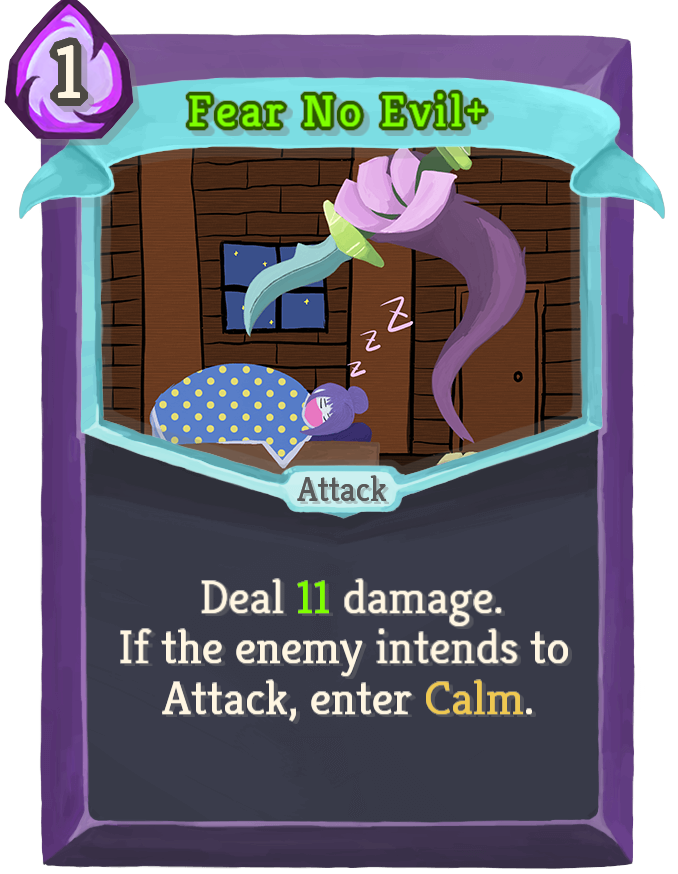 1
Fear No Evil+
Z
z
z
Attack
Deal 11 damage.
If the enemy intends to
Attack, enter Calm.